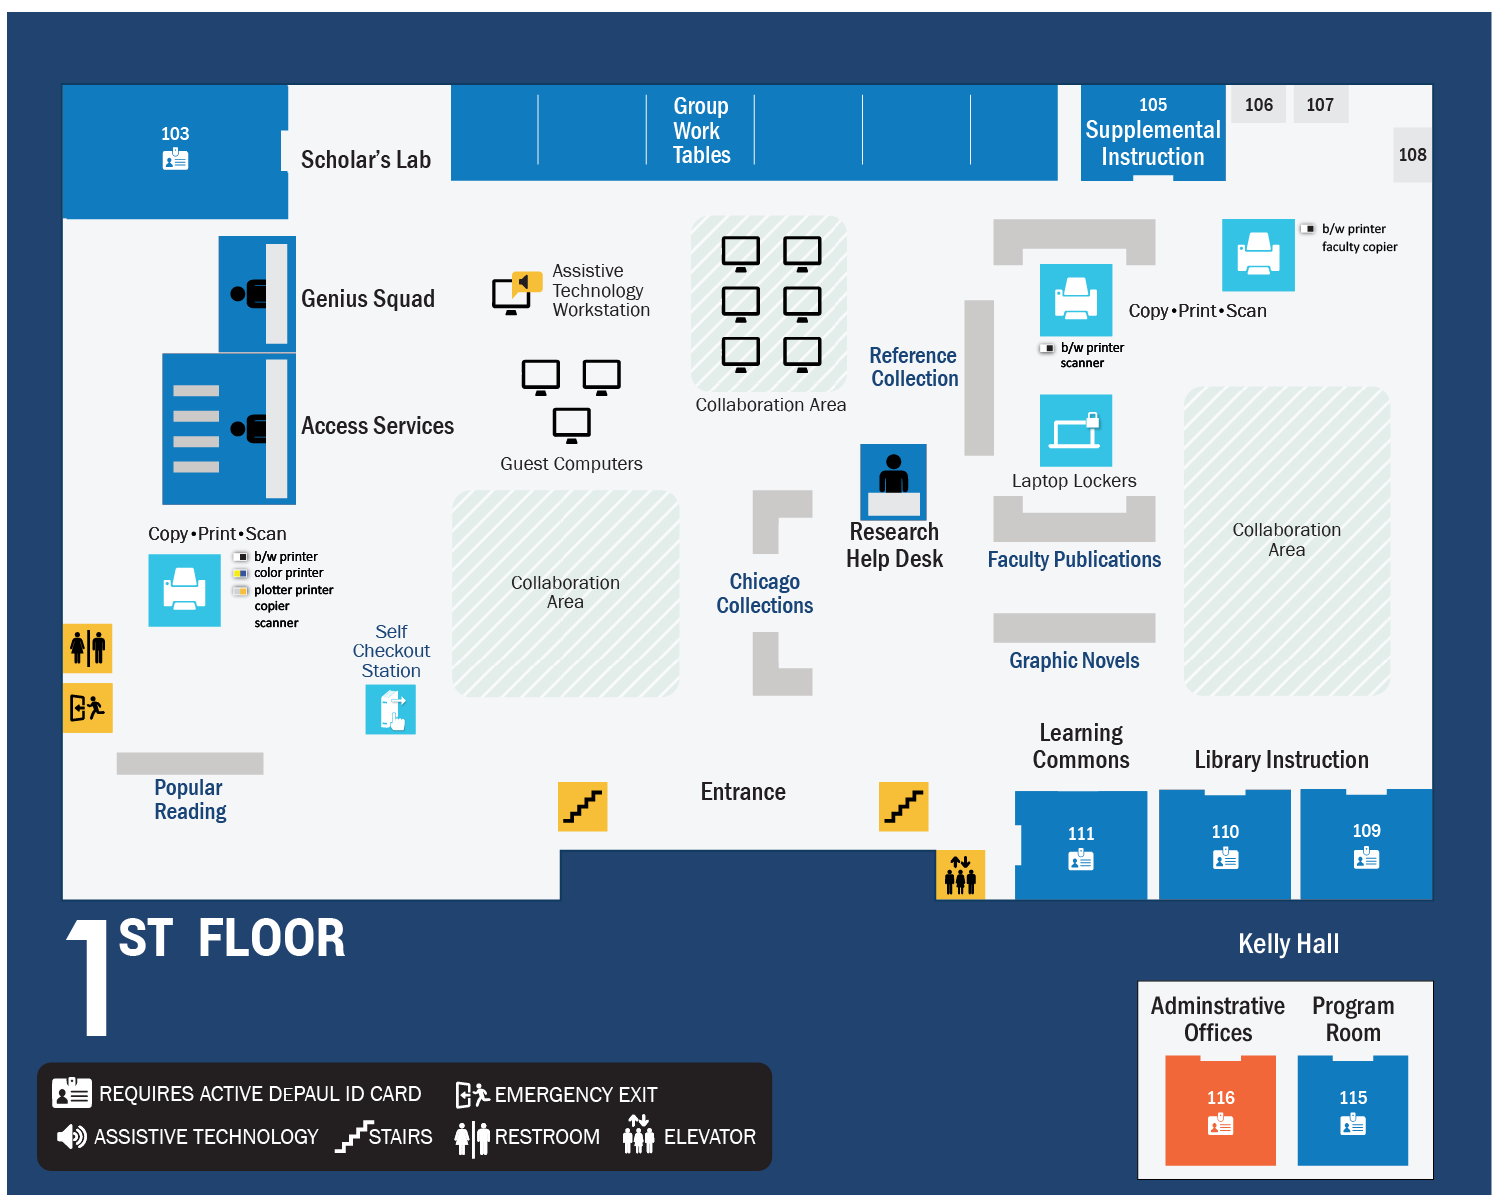 103
Scholar's Lab
Group
Work
Tables
105
Supplemental
Instruction
106
107
108
b/w printer
faculty copier
Genius Squad
Assistive
Technology
Workstation
Copy•Print•Scan
b/w printer
scanner
Reference
Collection
Collaboration Area
Access Services
Guest Computers
Laptop Lockers
Research
Help Desk
Collaboration
Area
Faculty Publications
Copy•Print•Scan
b/w printer
color printer
plotter printer
copier
scanner
Collaboration
Area
Chicago
Collections
Self
Checkout
Station
Graphic Novels
Learning
Commons
Library Instruction
Popular
Reading
Entrance
111
110
109
1ST FLOOR
Kelly Hall
Adminstrative
Offices
Program
Room
116
115
REQUIRES ACTIVE DEPAUL ID CARD
EMERGENCY EXIT
ASSISTIVE TECHNOLOGY
STAIRS
RESTROOM
ELEVATOR